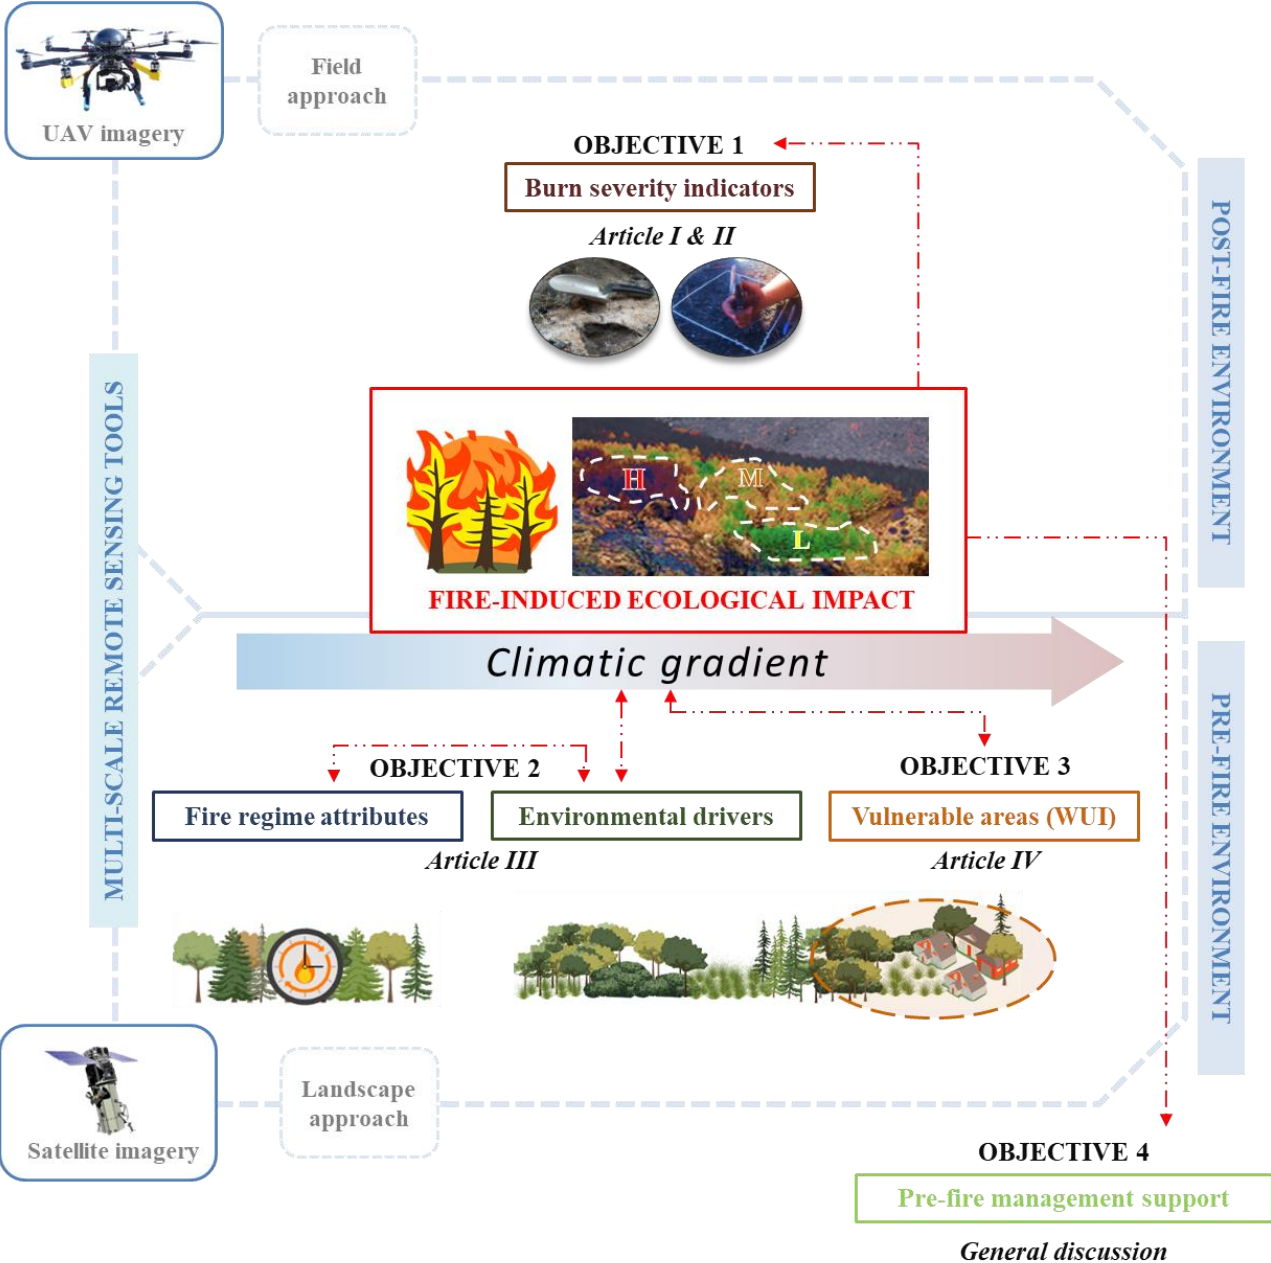 UAV imagery
Field
approach
OBJECTIVE 1
Burn severity indicators
Article I & II
POST-FIRE ENVIRONMENT
MULTI-SCALE REMOTE SENSING TOOLS
H
M
L
FIRE-INDUCED ECOLOGICAL IMPACT
Climatic gradient
PRE-FIRE ENVIRONMENT
OBJECTIVE 2
OBJECTIVE 3
Fire regime attributes
Environmental drivers
Vulnerable areas (WUI)
Article III
Article IV
Satellite imagery
Landscape
approach
OBJECTIVE 4
Pre-fire management support
General discussion